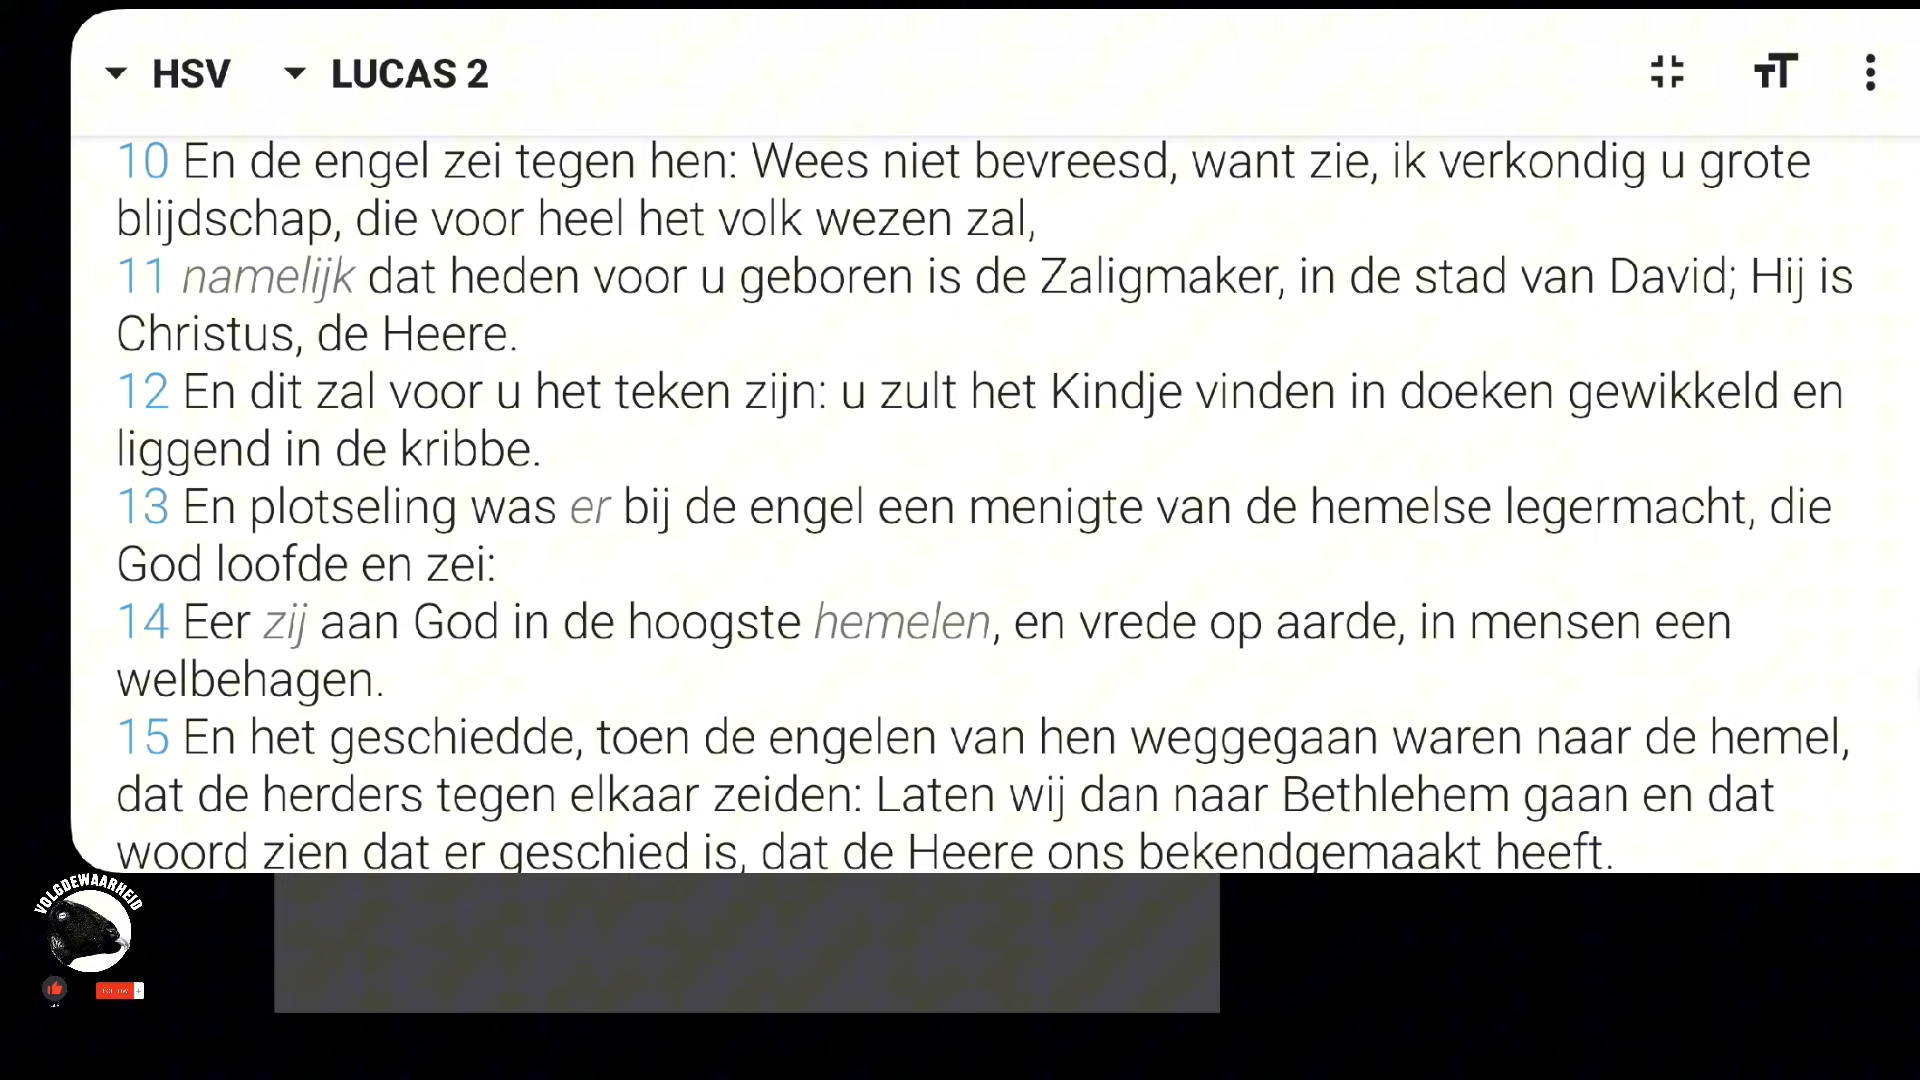 HSV LUCAS 2
10 En de engel zei tegen hen: Wees niet bevreesd, want zie, ik verkondig u grote
blijdschap, die voor heel het volk wezen zal,
11 namelijk dat heden voor u geboren is de Zaligmaker, in de stad van David; Hij is
Christus, de Heere.
12 En dit zal voor u het teken zijn: u zult het Kindje vinden in doeken gewikkeld en
liggend in de kribbe.
13 En plotseling was er bij de engel een menigte van de hemelse legermacht, die
God loofde en zei:
14 Eer zij aan God in de hoogste hemelen, en vrede op aarde, in mensen een
welbehagen.
15 En het geschiedde, toen de engelen van hen weggegaan waren naar de hemel,
dat de herders tegen elkaar zeiden: Laten wij dan naar Bethlehem gaan en dat
woord zien dat er geschied is, dat de Heere ons bekendgemaakt heeft.
VOLGDEWAARHEID
FOLLOW +